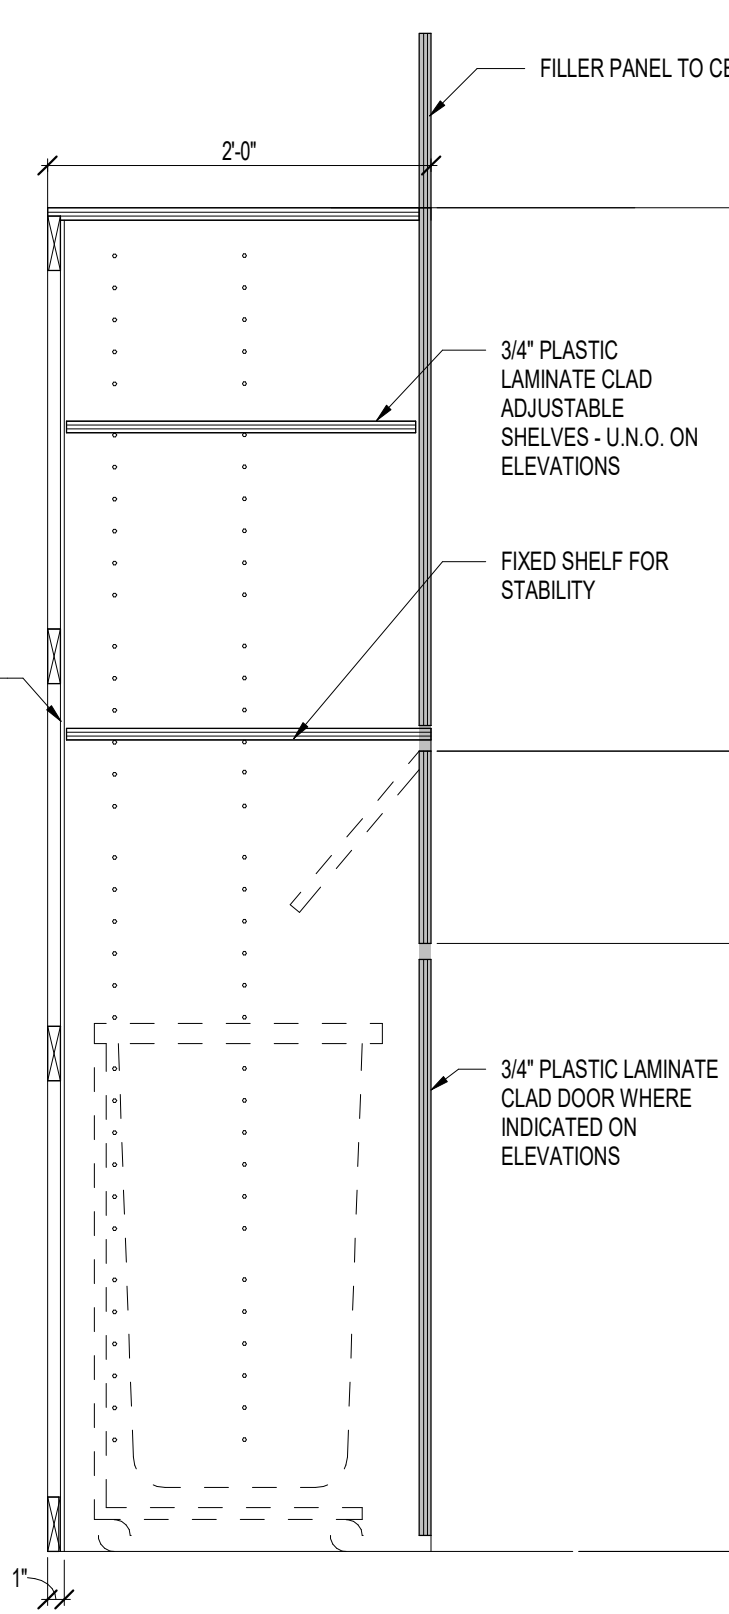 FILLER PANEL TO
2'-0"
3/4" PLASTIC
LAMINATE CLAD
ADJUSTABLE
SHELVES - U.N.O. ON
ELEVATIONS
FIXED SHELF FOR
STABILITY
3/4" PLASTIC LAMINATE
CLAD DOOR WHERE
INDICATED ON
ELEVATIONS
1"